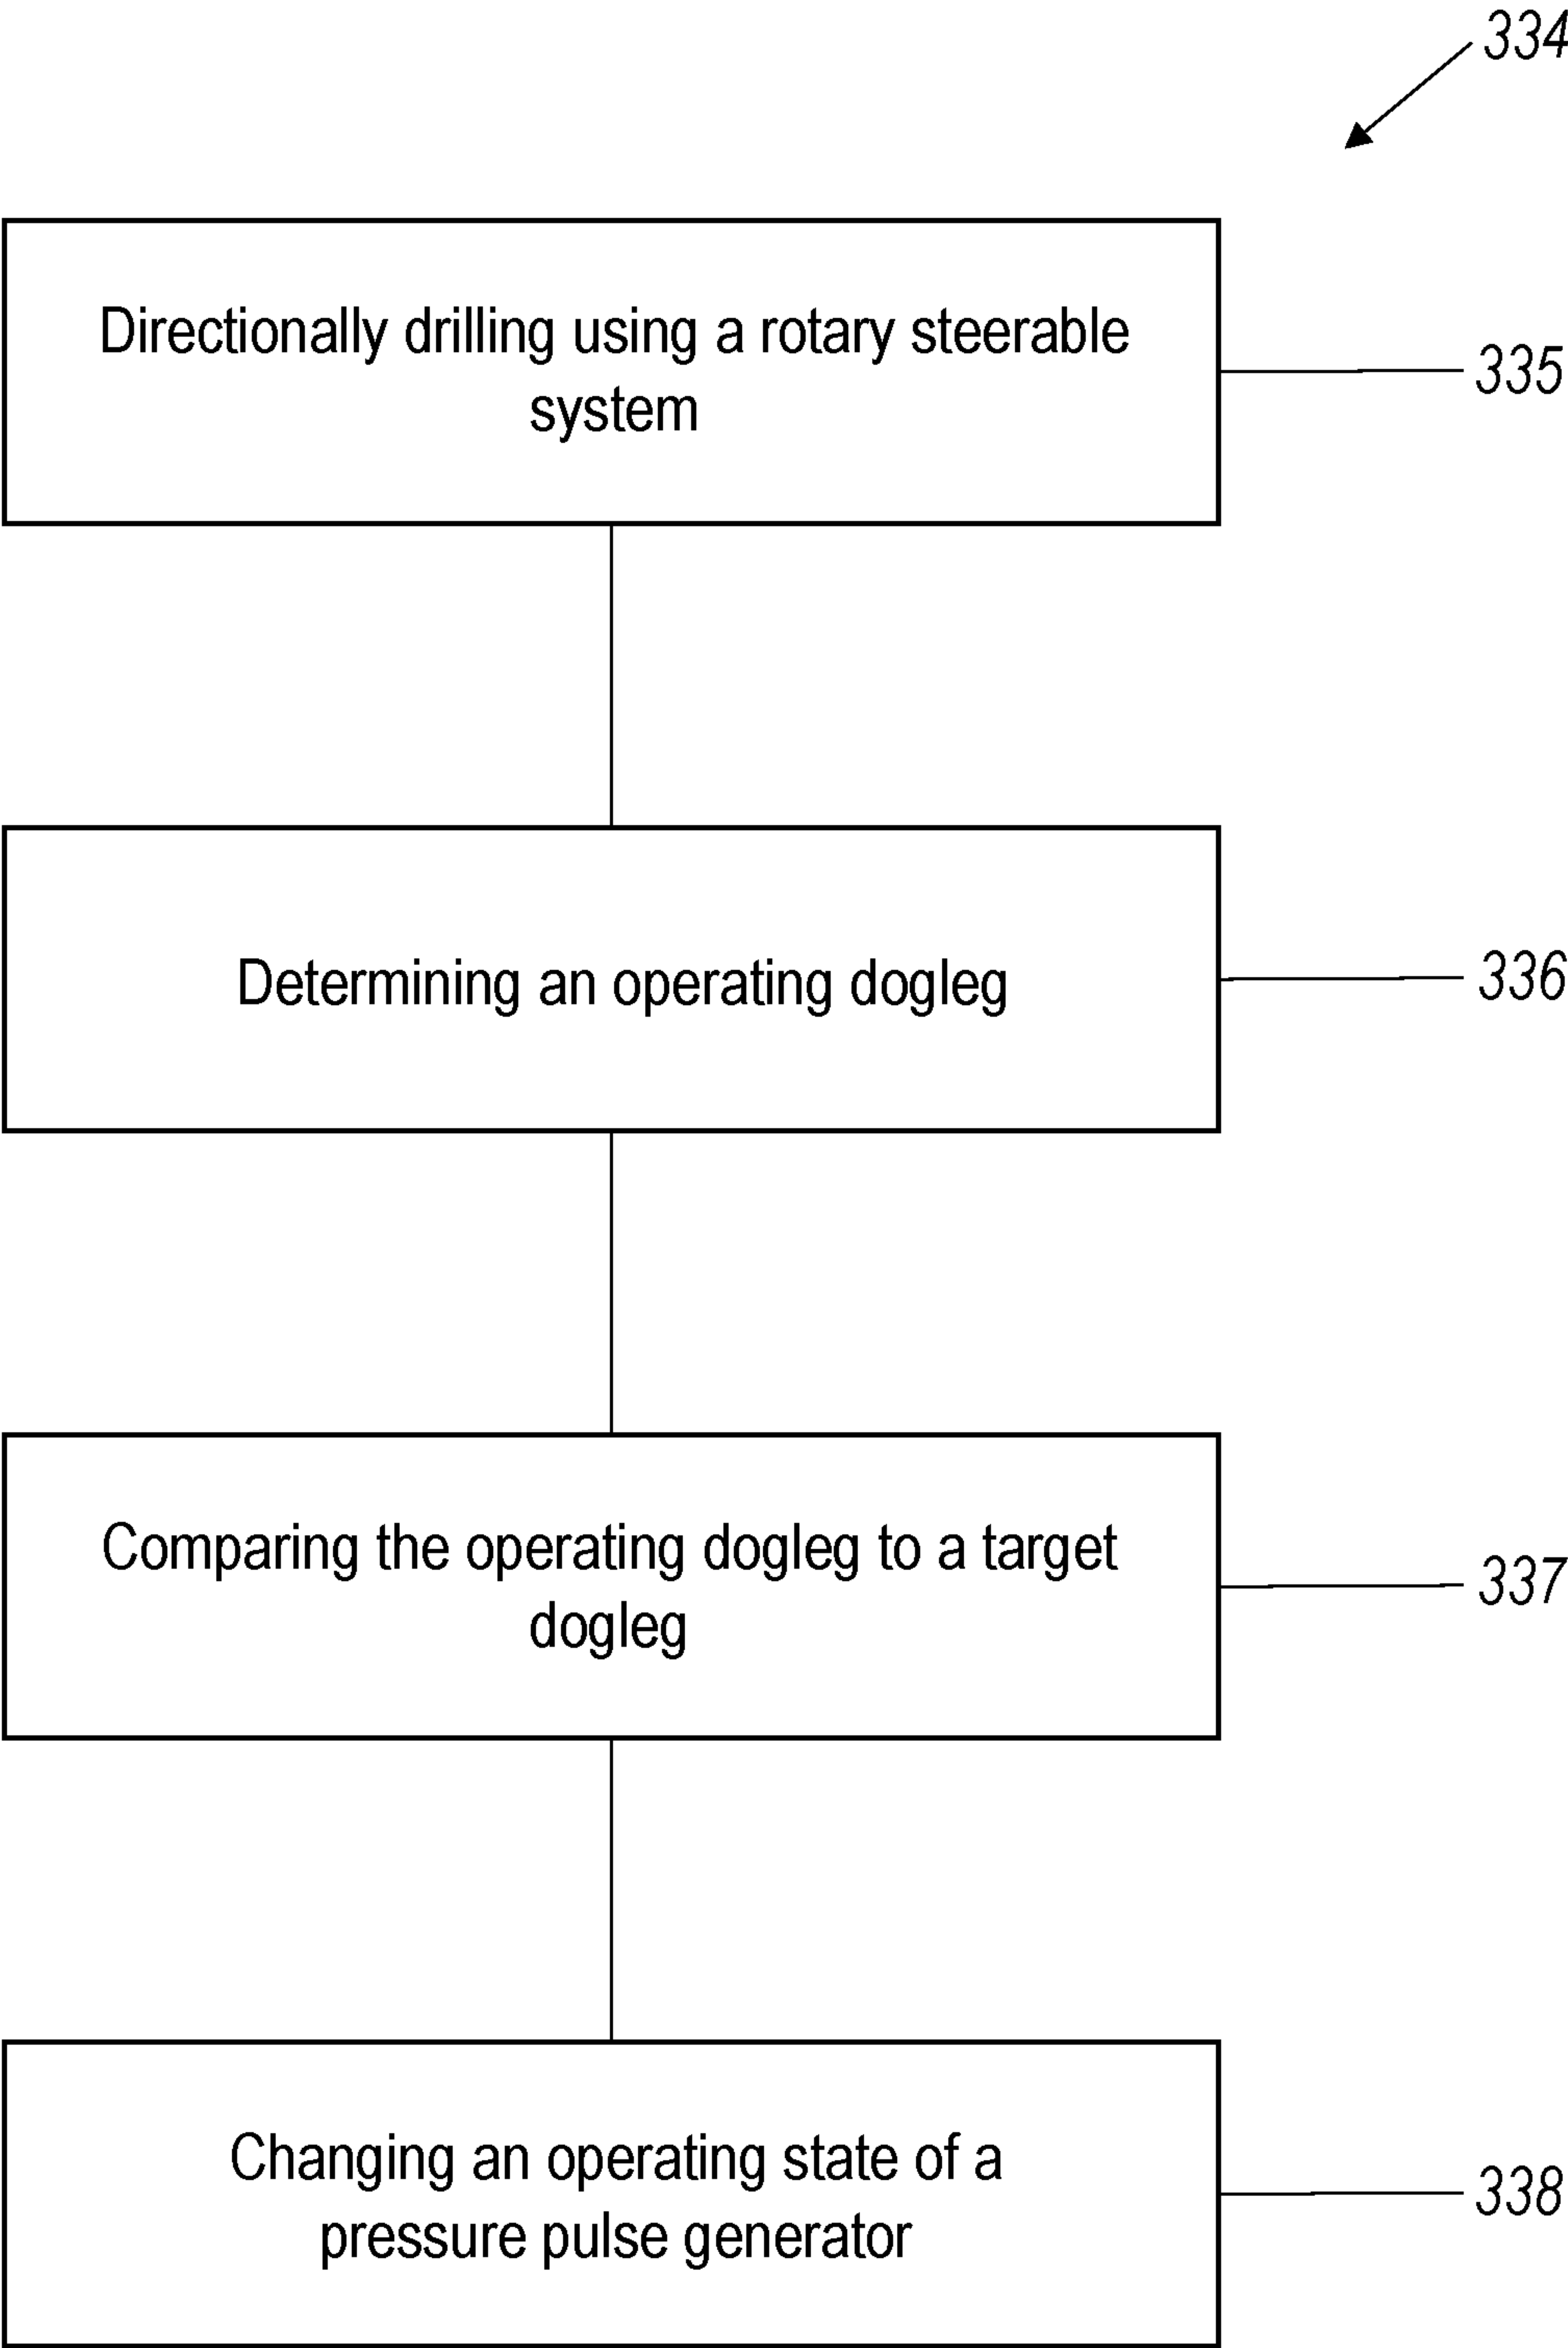 334
Directionally drilling using a rotary steerable
system
335
Determining an operating dogleg
336
Comparing the operating dogleg to a target
dogleg
337
Changing an operating state of a
pressure pulse generator
338